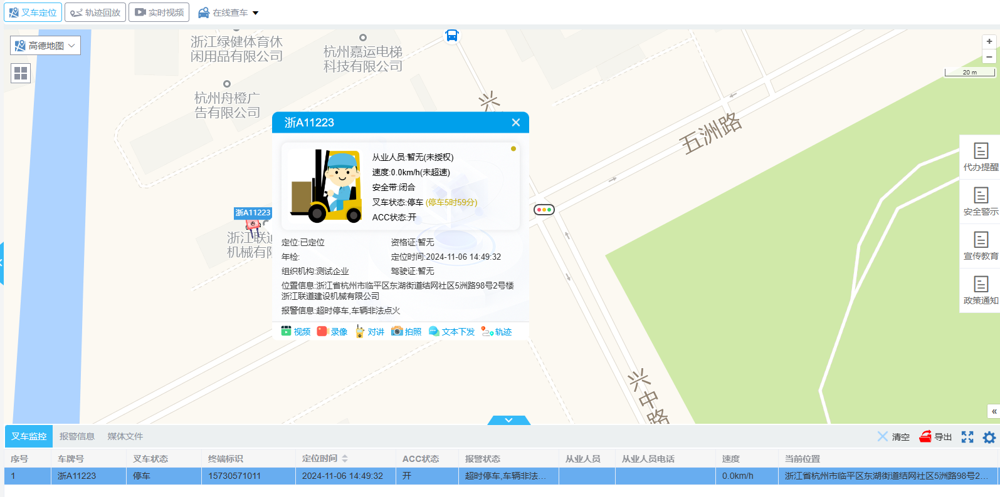 叉车定位 轨迹回放 实时视频 在线查车
高德地图
浙江绿健体育休
闲用品有限公司
杭州嘉运电梯
科技有限公司
杭州舟橙广
告有限公司
+
−
20 m
兴
五洲路
浙A11223
从业人员:暂无(未授权)
速度:0.0km/h(未超速)
安全带:闭合
叉车状态:停车 (停车5时59分)
ACC状态:开
定位:已定位 资格证:暂无
年检: 定位时间:2024-11-06 14:49:32
组织机构:测试企业 驾驶证:暂无
位置信息:浙江省杭州市临平区东湖街道结网社区5洲路98号2号楼
浙江联道建设机械有限公司
报警信息:超时停车,车辆非法点火
视频 录像 对讲 拍照 文本下发 轨迹
浙A11223
浙江联道
机械有限
代办提醒
安全警示
宣传教育
政策通知
兴
中
路
«
叉车监控 报警信息 媒体文件 清空 导出
序号 车牌号 叉车状态 终端标识 定位时间 ACC状态 报警状态 从业人员 从业人员电话 速度 当前位置
1 浙A11223 停车 15730571011 2024-11-06 14:49:32 开 超时停车,车辆非法... 0.0km/h 浙江省杭州市临平区东湖街道结网社区5洲路98号2...